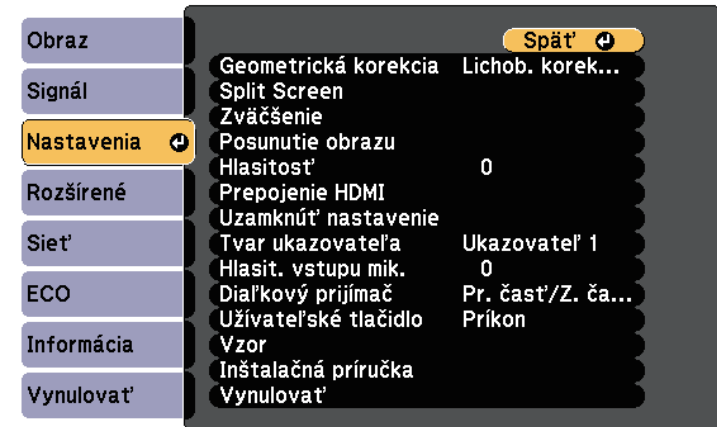 Obraz
Signál
Nastavenia
Rozšírené
Sieť
ECO
Informácia
Vynulovať
Späť
Geometrická korekcia Lichob. korek...
Split Screen
Zväčšenie
Posunutie obrazu
Hlasitosť 0
Prepojenie HDMI
Uzamknúť nastavenie
Tvar ukazovateľa Ukazovateľ 1
Hlasit. vstupu mik. 0
Diaľkový prijímač Pr. časť/Z. ča...
Užívateľské tlačidlo Príkon
Vzor
Inštalačná príručka
Vynulovať